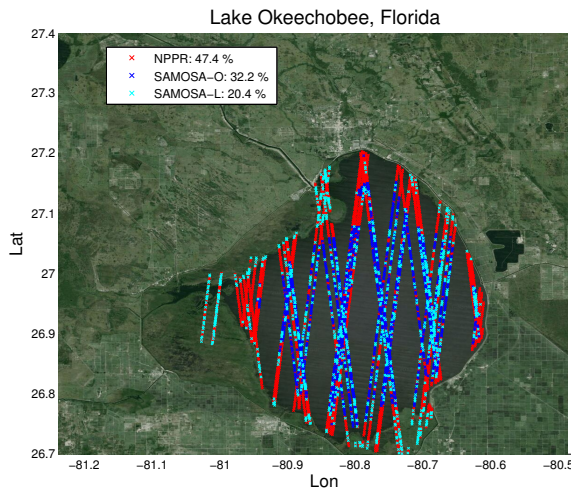 Lake Okeechobee, Florida
27.4
× NPPR: 47.4 %
× SAMOSA−O: 32.2 %
× SAMOSA−L: 20.4 %
27.3
27.2
27.1
Lat
27
26.9
26.8
26.7
−81.2 −81.1 −81 −80.9 −80.8 −80.7 −80.6 −80.5
Lon